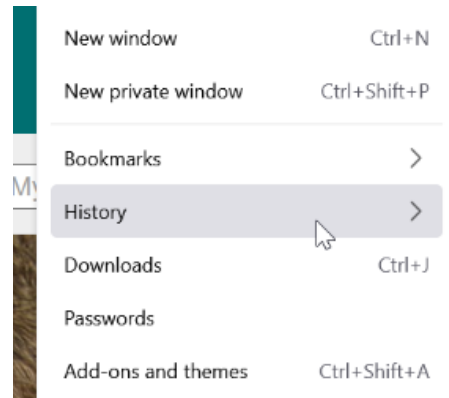 New window Ctrl+N
New private window Ctrl+Shift+P
Bookmarks
My
History
Downloads Ctrl+J
Passwords
Add-ons and themes Ctrl+Shift+A